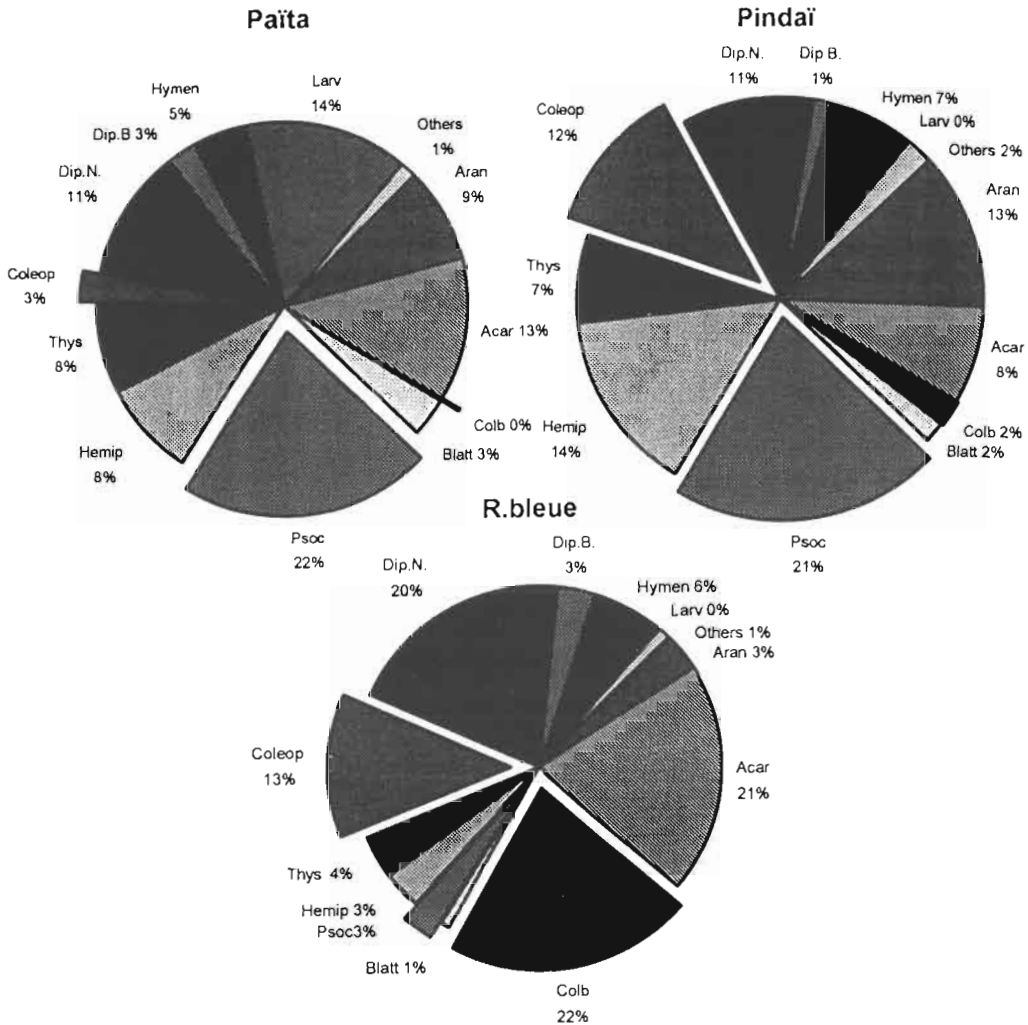 Païta
Hymen
5%
Larv
14%
Others
1%
Aran
9%
Dip.B 3%
Dip.N.
11%
Coleop
3%
Thys
8%
Hemip
8%
Acar 13%
Colb 0%
Blatt 3%
Psoc
22%
Pindaï
Dip.N.
11%
Dip B.
1%
Hymen 7%
Larv 0%
Others 2%
Aran
13%
Coleop
12%
Thys
7%
Hemip
14%
Acar
8%
Colb 2%
Blatt 2%
Psoc
21%
R.bleue
Dip.N.
20%
Dip.B.
3%
Hymen 6%
Larv 0%
Others 1%
Aran 3%
Coleop
13%
Acar
21%
Thys 4%
Hemip 3%
Psoc3%
Blatt 1%
Colb
22%